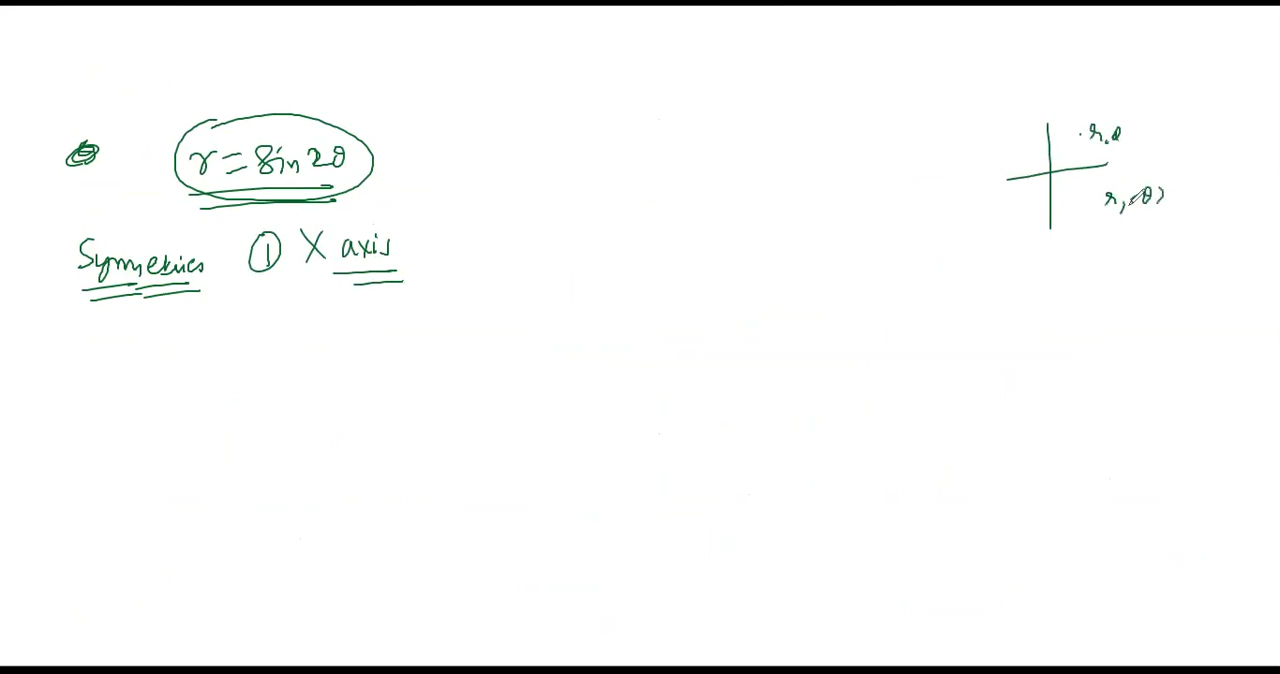 r = Sin 2θ
Symmetries ① X axis
r, θ
r, -θ)